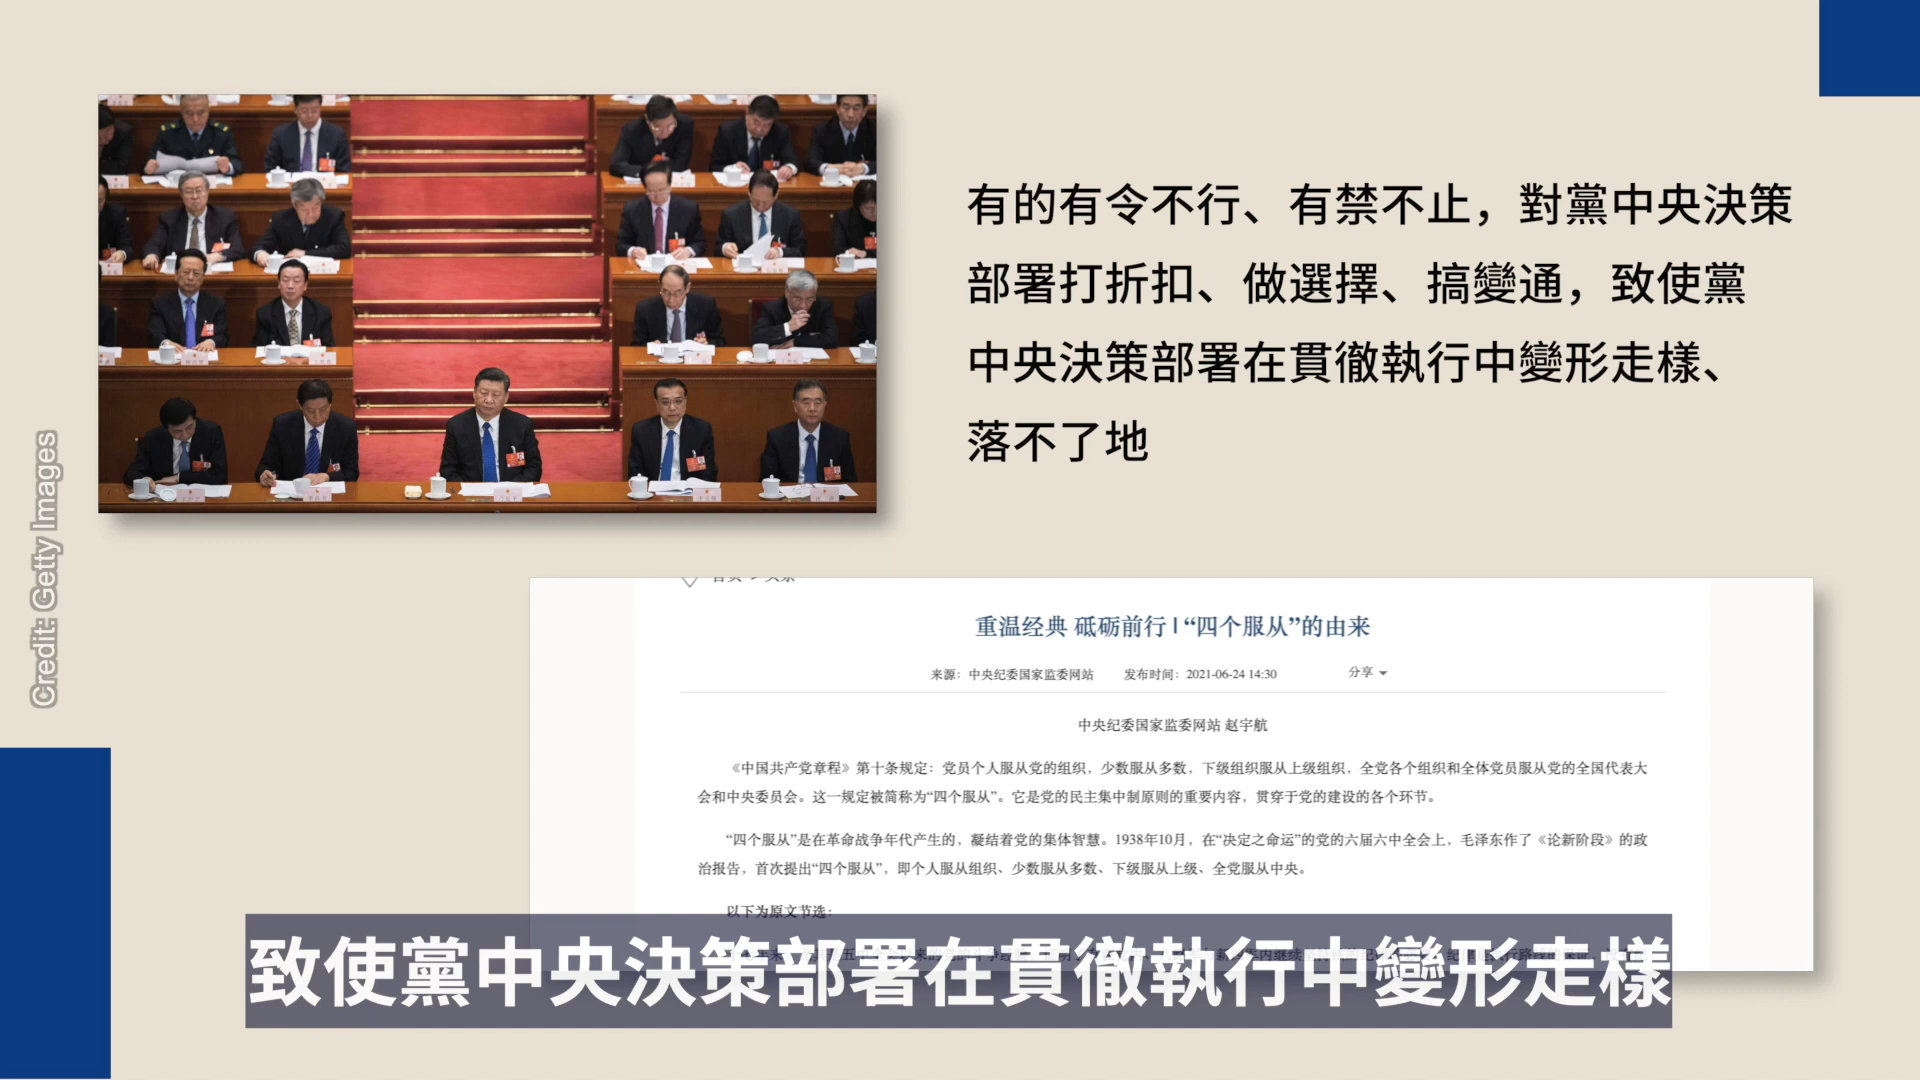 有的有令不行、有禁不止，對黨中央決策
部署打折扣、做選擇、搞變通，致使黨
中央決策部署在貫徹執行中變形走樣、
落不了地
Credit: Getty Images
重温经典 砥砺前行 | “四个服从”的由来
来源：中央纪委国家监委网站 发布时间：2021-06-24 14:30 分享
中央纪委国家监委网站 赵宇航
《中国共产党章程》第十条规定：党员个人服从党的组织，少数服从多数，下级组织服从上级组织，全党各个组织和全体党员服从党的全国代表大
会和中央委员会。这一规定被简称为“四个服从”。它是党的民主集中制原则的重要内容，贯穿于党的建设的各个环节。
“四个服从”是在革命战争年代产生的，凝结着党的集体智慧。1938年10月，在“决定之命运”的党的六届六中全会上，毛泽东作了《论新阶段》的政
治报告，首次提出“四个服从”，即个人服从组织、少数服从多数、下级服从上级、全党服从中央。
以下为原文节选：
致使黨中央決策部署在貫徹執行中變形走樣